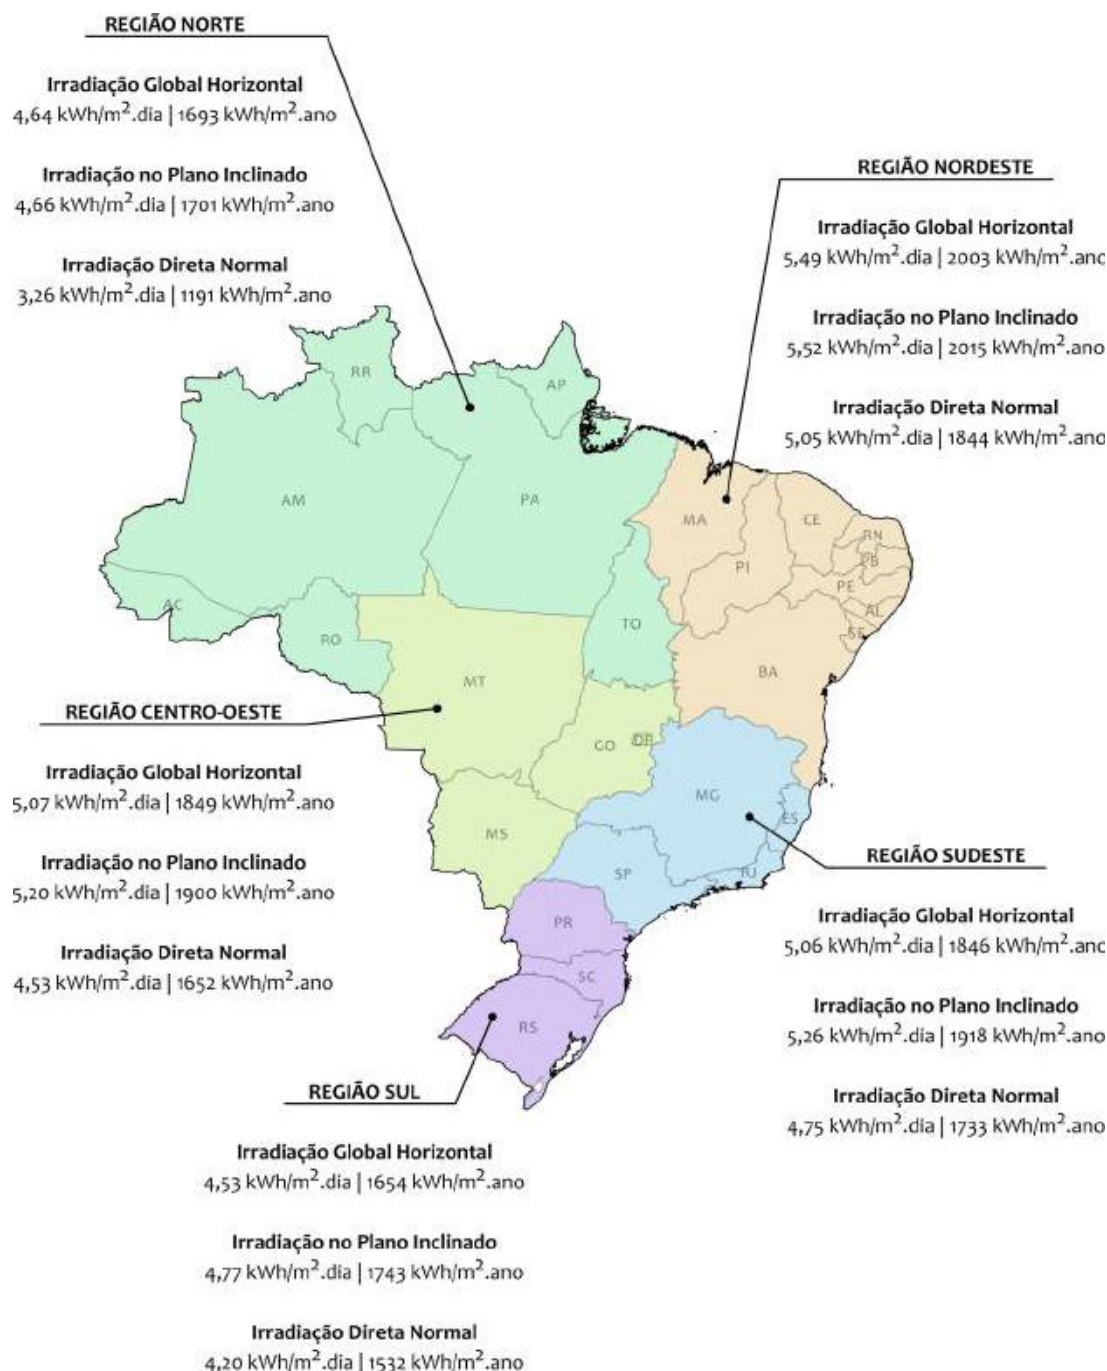 REGIÃO NORTE
Irradiação Global Horizontal
4,64 kWh/m².dia | 1693 kWh/m².ano
Irradiação no Plano Inclinado
4,66 kWh/m².dia | 1701 kWh/m².ano
Irradiação Direta Normal
3,26 kWh/m².dia | 1191 kWh/m².ano
REGIÃO NORDESTE
Irradiação Global Horizontal
5,49 kWh/m².dia | 2003 kWh/m².ano
Irradiação no Plano Inclinado
5,52 kWh/m².dia | 2015 kWh/m².ano
Irradiação Direta Normal
5,05 kWh/m².dia | 1844 kWh/m².ano
RR
AP
AM
PA
MA
CE
RN
PB
PI
PE
AL
SE
AC
RO
TO
BA
MT
GO
DF
MG
ES
MS
SP
RJ
PR
SC
RS
REGIÃO CENTRO-OESTE
Irradiação Global Horizontal
5,07 kWh/m².dia | 1849 kWh/m².ano
Irradiação no Plano Inclinado
5,20 kWh/m².dia | 1900 kWh/m².ano
Irradiação Direta Normal
4,53 kWh/m².dia | 1652 kWh/m².ano
REGIÃO SUDESTE
Irradiação Global Horizontal
5,06 kWh/m².dia | 1846 kWh/m².ano
Irradiação no Plano Inclinado
5,26 kWh/m².dia | 1918 kWh/m².ano
Irradiação Direta Normal
4,75 kWh/m².dia | 1733 kWh/m².ano
REGIÃO SUL
Irradiação Global Horizontal
4,53 kWh/m².dia | 1654 kWh/m².ano
Irradiação no Plano Inclinado
4,77 kWh/m².dia | 1743 kWh/m².ano
Irradiação Direta Normal
4,20 kWh/m².dia | 1532 kWh/m².ano